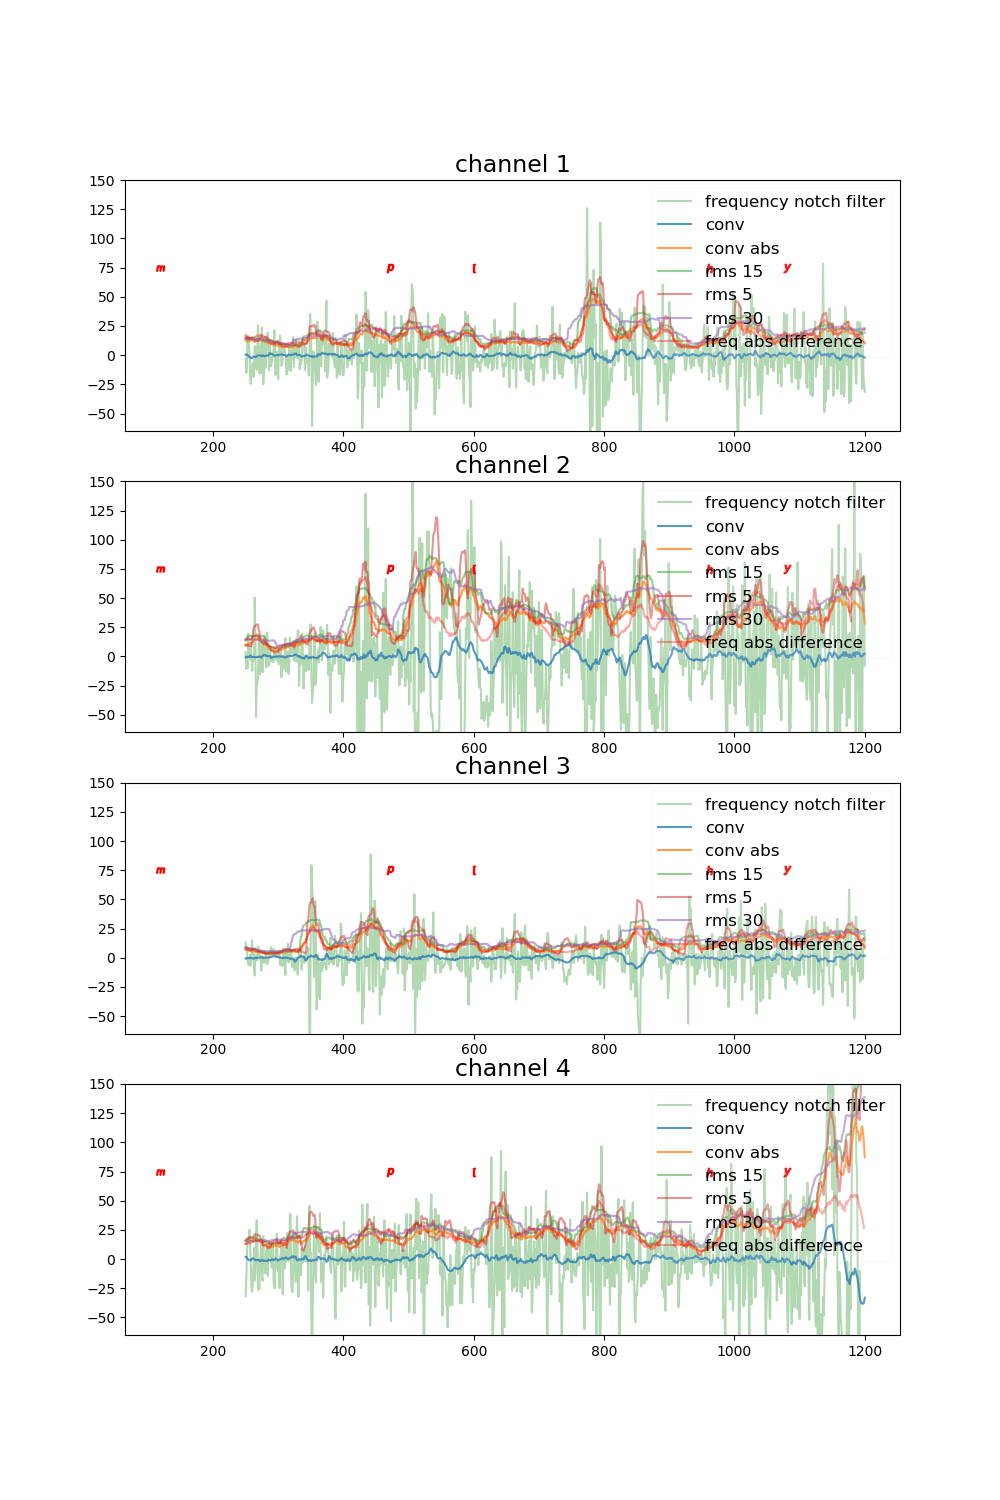 channel 1
150
125
100
75
50
25
0
−25
−50
m p [ h y
frequency notch filter
conv
conv abs
rms 15
rms 5
rms 30
freq abs difference
200 400 600 800 1000 1200
channel 2
150
125
100
75
50
25
0
−25
−50
m p [ h y
frequency notch filter
conv
conv abs
rms 15
rms 5
rms 30
freq abs difference
200 400 600 800 1000 1200
channel 3
150
125
100
75
50
25
0
−25
−50
m p [ h y
frequency notch filter
conv
conv abs
rms 15
rms 5
rms 30
freq abs difference
200 400 600 800 1000 1200
channel 4
150
125
100
75
50
25
0
−25
−50
m p [ h y
frequency notch filter
conv
conv abs
rms 15
rms 5
rms 30
freq abs difference
200 400 600 800 1000 1200